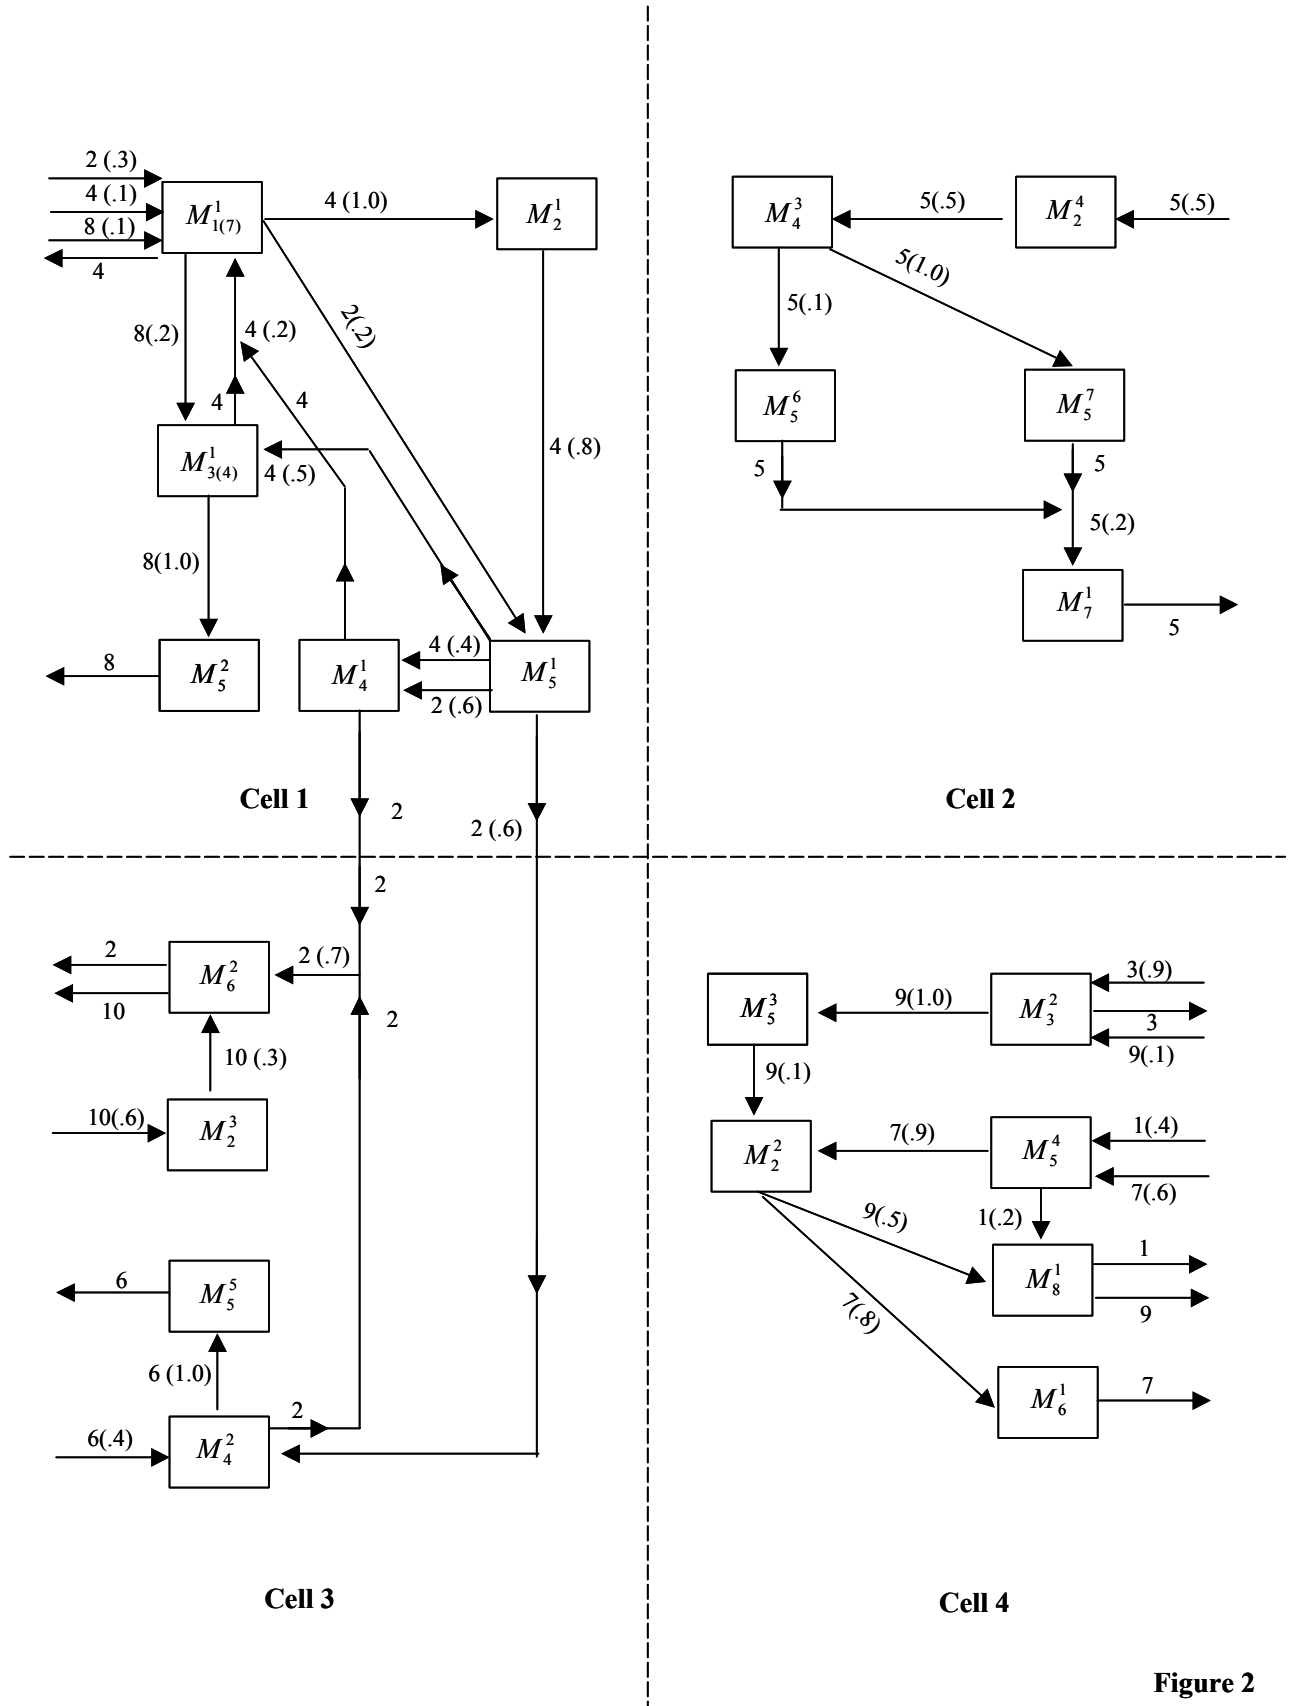 2 (.3)
4 (.1)
8 (.1)
4
M^1_{1(7)}
4 (1.0)
M^1_2
8(.2)
4 (.2)
2(.2)
4
4
M^1_{3(4)}
4 (.5)
4 (.8)
8(1.0)
8
M^2_5
M^1_4
4 (.4)
2 (.6)
M^1_5
Cell 1
2
2 (.6)
M^3_4
5(.5)
M^4_2
5(.5)
5(.1)
5(1.0)
M^6_5
M^7_5
5
5
5(.2)
M^1_7
5
Cell 2
2
2
10
M^2_6
2 (.7)
2
10 (.3)
10(.6)
M^3_2
6
M^5_5
6 (1.0)
2
6(.4)
M^2_4
Cell 3
M^3_5
9(1.0)
M^2_3
3(.9)
3
9(.1)
9(.1)
M^2_2
7(.9)
M^4_5
1(.4)
7(.6)
9(.5)
1(.2)
M^1_8
1
9
7(.8)
M^1_6
7
Cell 4
Figure 2